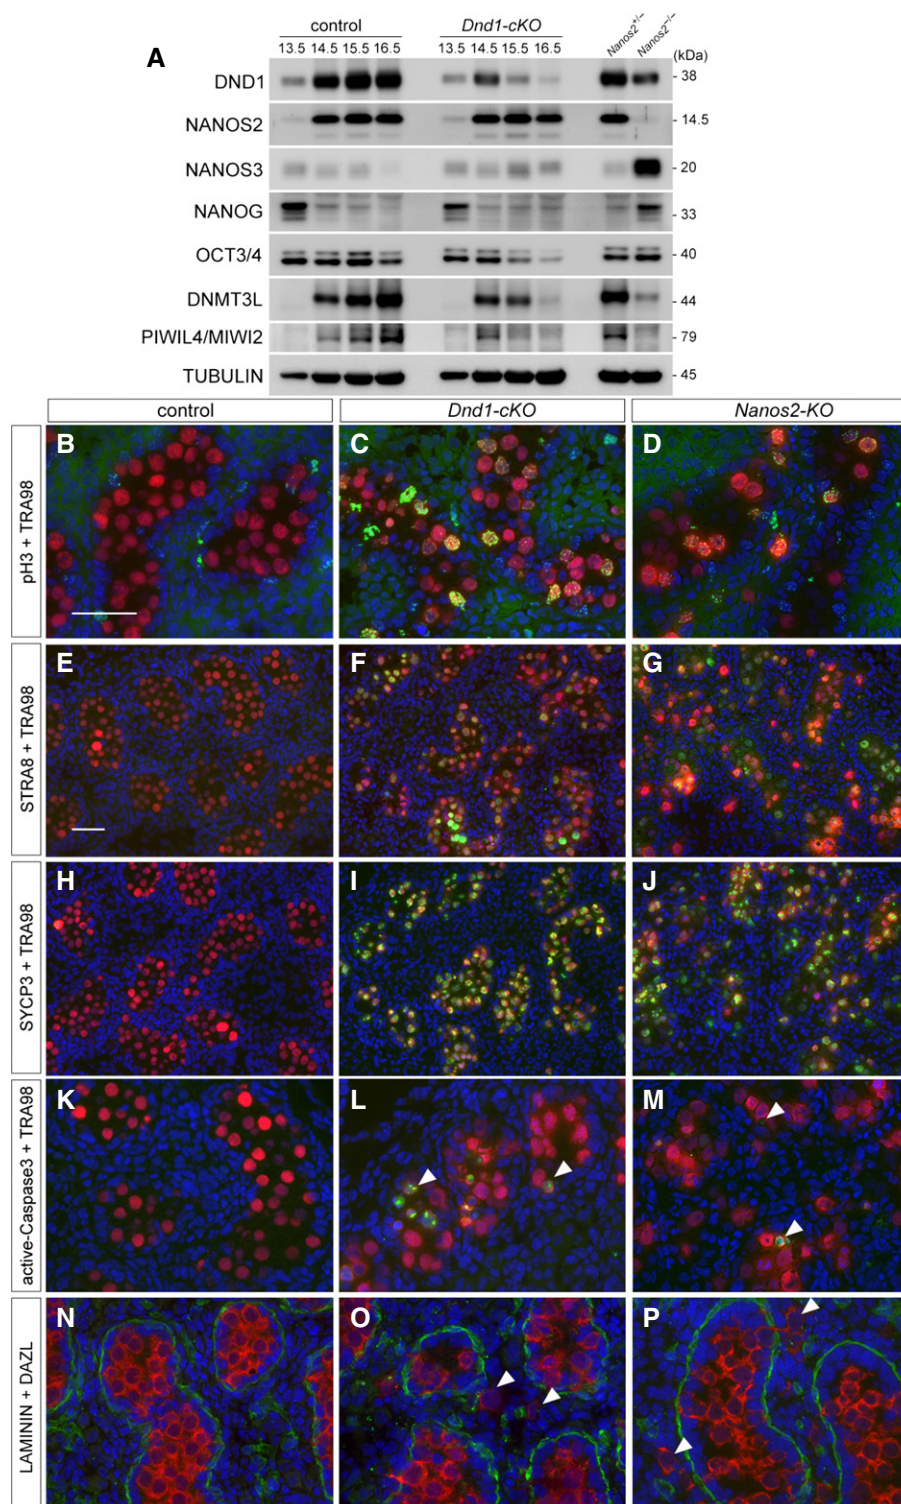 A
control
Dnd1-cKO
Nanos2+/–
Nanos2–/–
13.5 14.5 15.5 16.5
13.5 14.5 15.5 16.5
(kDa)
DND1
- 38
NANOS2
- 14.5
NANOS3
- 20
NANOG
- 33
OCT3/4
- 40
DNMT3L
- 44
PIWIL4/MIWI2
- 79
TUBULIN
- 45
control
Dnd1-cKO
Nanos2-KO
pH3 + TRA98
B
C
D
STRA8 + TRA98
E
F
G
SYCP3 + TRA98
H
I
J
active-Caspase3 + TRA98
K
L
M
LAMININ + DAZL
N
O
P